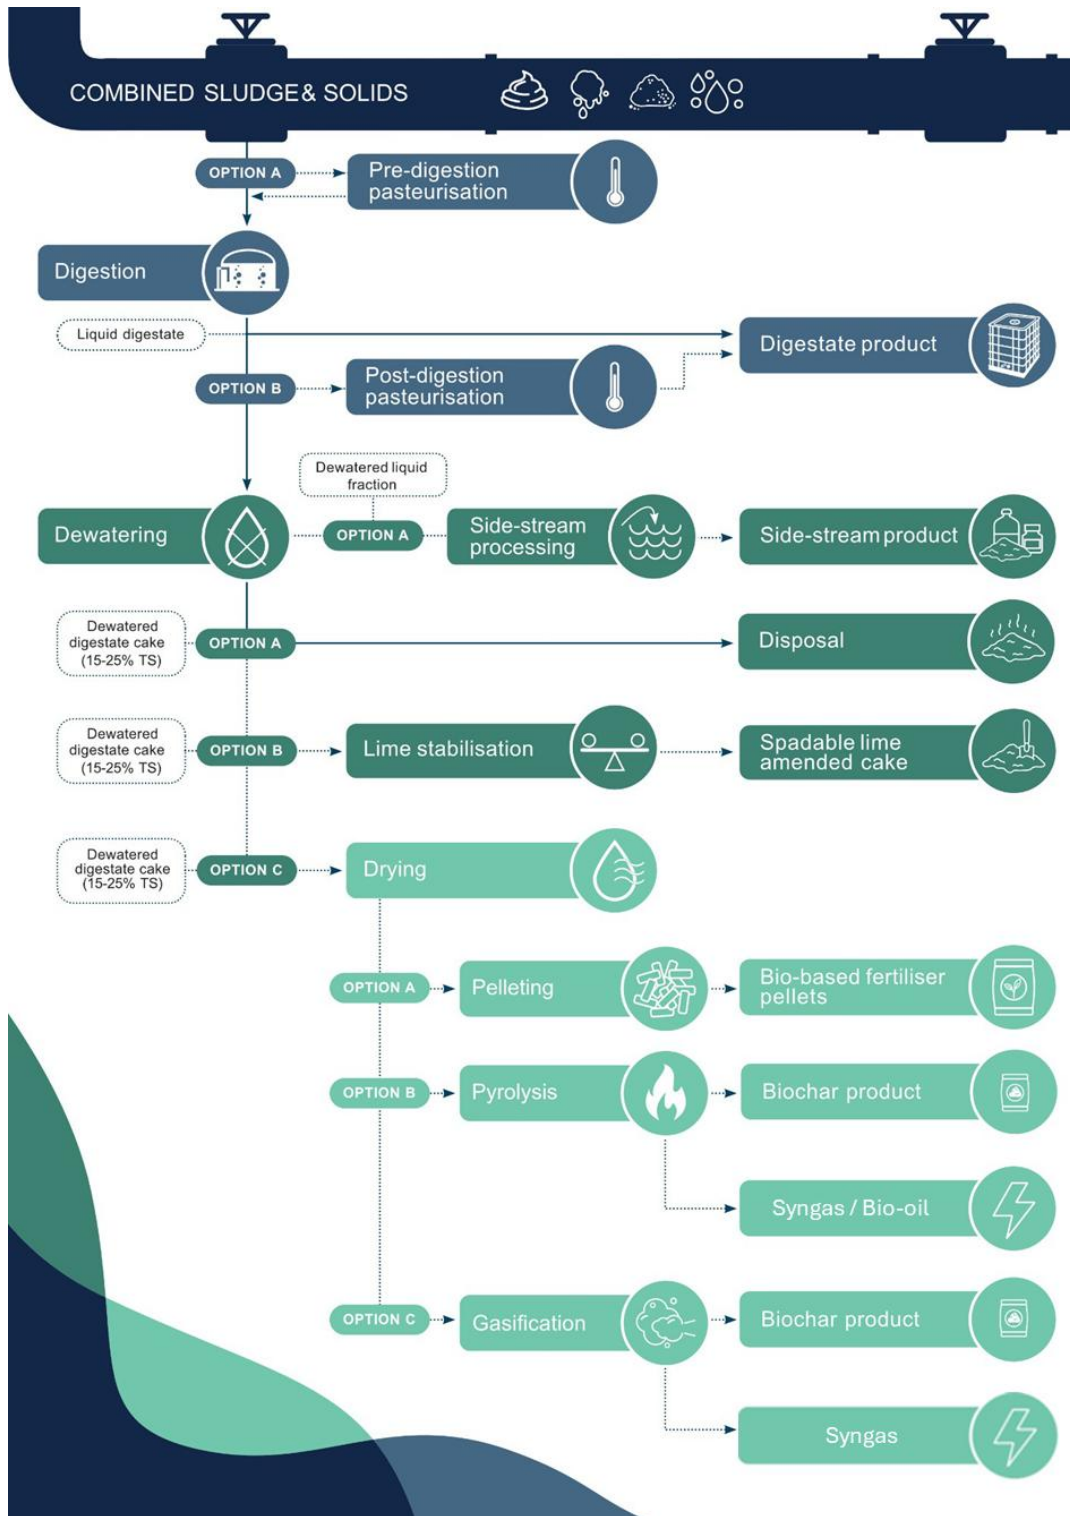 COMBINED SLUDGE & SOLIDS
OPTION A
Pre-digestion
pasteurisation
Digestion
Liquid digestate
Digestate product
OPTION B
Post-digestion
pasteurisation
Dewatered liquid
fraction
Dewatering
OPTION A
Side-stream
processing
Side-stream product
Dewatered
digestate cake
(15-25% TS)
OPTION A
Disposal
Dewatered
digestate cake
(15-25% TS)
OPTION B
Lime stabilisation
Spadable lime
amended cake
Dewatered
digestate cake
(15-25% TS)
OPTION C
Drying
OPTION A
Pelleting
Bio-based fertiliser
pellets
OPTION B
Pyrolysis
Biochar product
Syngas / Bio-oil
OPTION C
Gasification
Biochar product
Syngas